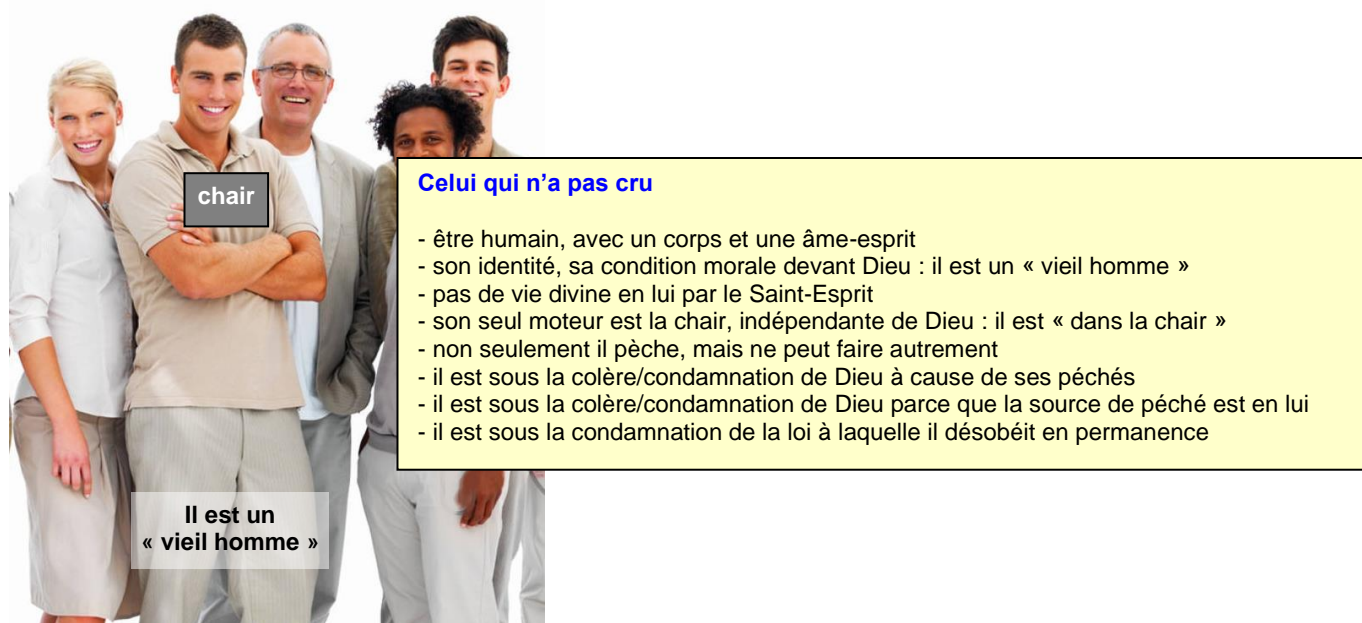 chair
Celui qui n'a pas cru
- être humain, avec un corps et une âme-esprit
- son identité, sa condition morale devant Dieu : il est un « vieil homme »
- pas de vie divine en lui par le Saint-Esprit
- son seul moteur est la chair, indépendante de Dieu : il est « dans la chair »
- non seulement il pèche, mais ne peut faire autrement
- il est sous la colère/condamnation de Dieu à cause de ses péchés
- il est sous la colère/condamnation de Dieu parce que la source de péché est en lui
- il est sous la condamnation de la loi à laquelle il désobéit en permanence
Il est un
« vieil homme »